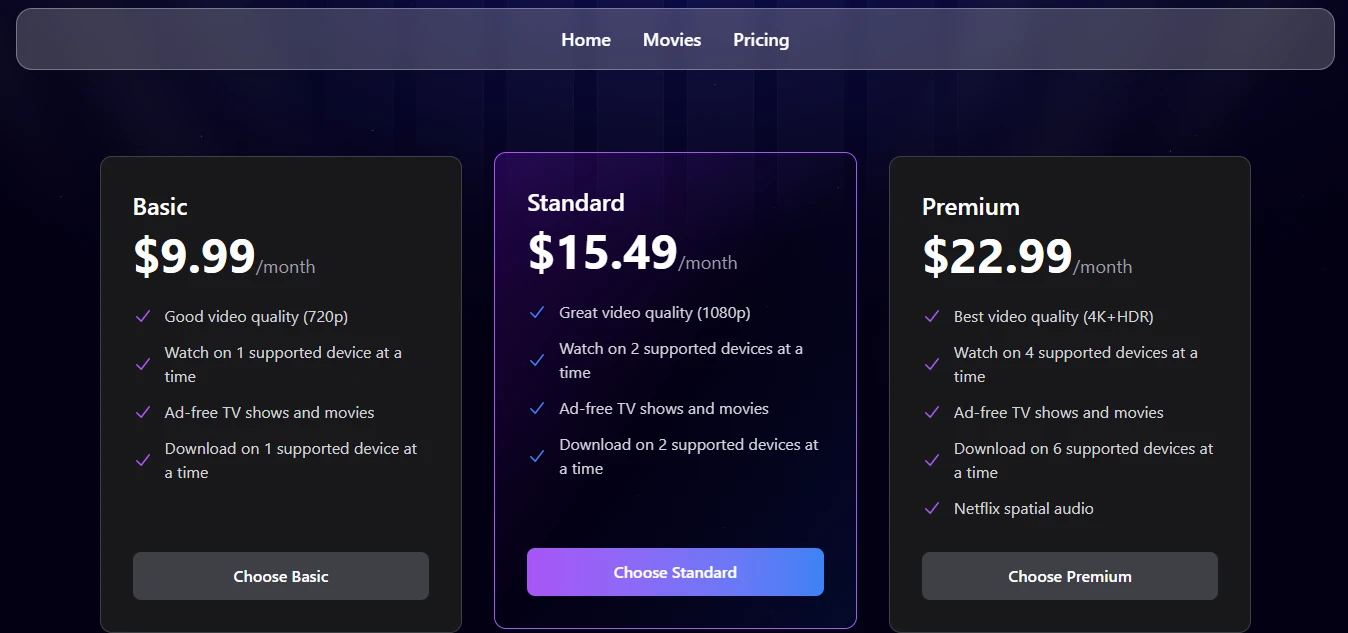 Home Movies Pricing
Basic
$9.99/month
Good video quality (720p)
Watch on 1 supported device at a
time
Ad-free TV shows and movies
Download on 1 supported device at
a time
Choose Basic
Standard
$15.49/month
Great video quality (1080p)
Watch on 2 supported devices at a
time
Ad-free TV shows and movies
Download on 2 supported devices at
a time
Choose Standard
Premium
$22.99/month
Best video quality (4K+HDR)
Watch on 4 supported devices at a
time
Ad-free TV shows and movies
Download on 6 supported devices at
a time
Netflix spatial audio
Choose Premium